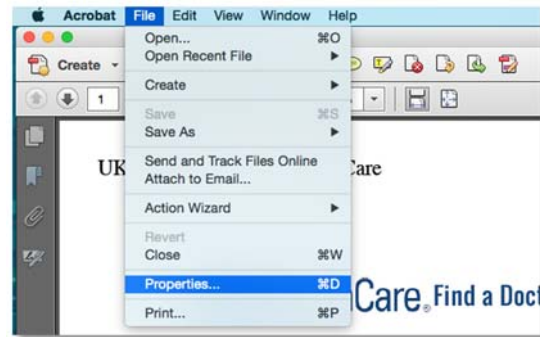 Acrobat File Edit View Window Help
Create
1
Open... ⌘O
Open Recent File
Create
Save ⌘S
Save As
Send and Track Files Online
Attach to Email...
Action Wizard
Revert
Close ⌘W
Properties... ⌘D
Print... ⌘P
UK
Care
Care® Find a Doct